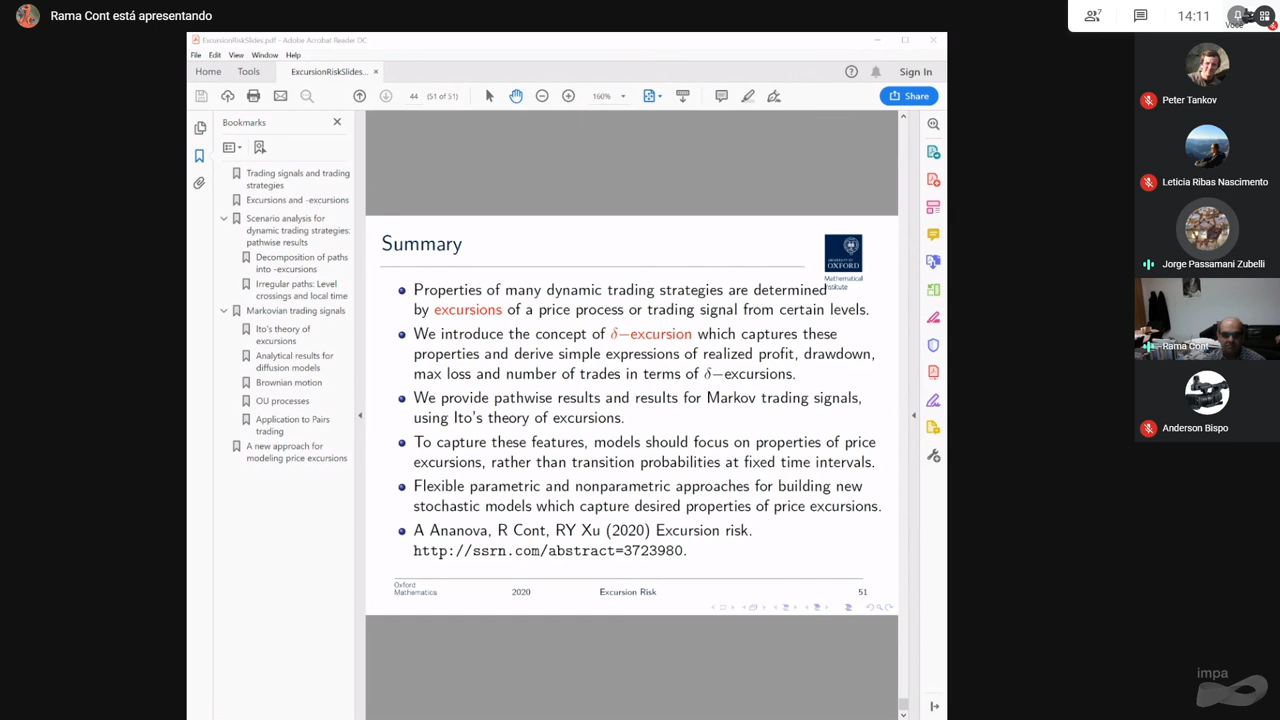 Rama Cont está apresentando
7
14:11
Você
ExcursionRiskSlides.pdf - Adobe Acrobat Reader DC
File Edit View Window Help
Home Tools ExcursionRiskSlides... × Sign In
44 (51 of 51) 160% Share
Bookmarks
Trading signals and trading
strategies
Excursions and -excursions
Scenario analysis for
dynamic trading strategies:
pathwise results
Decomposition of paths
into -excursions
Irregular paths: Level
crossings and local time
Markovian trading signals
Ito's theory of
excursions
Analytical results for
diffusion models
Brownian motion
OU processes
Application to Pairs
trading
A new approach for
modeling price excursions
Summary
UNIVERSITY OF
OXFORD
Mathematical
Institute
Properties of many dynamic trading strategies are determined
by excursions of a price process or trading signal from certain levels.
We introduce the concept of δ−excursion which captures these
properties and derive simple expressions of realized profit, drawdown,
max loss and number of trades in terms of δ−excursions.
We provide pathwise results and results for Markov trading signals,
using Ito's theory of excursions.
To capture these features, models should focus on properties of price
excursions, rather than transition probabilities at fixed time intervals.
Flexible parametric and nonparametric approaches for building new
stochastic models which capture desired properties of price excursions.
A Ananova, R Cont, RY Xu (2020) Excursion risk.
http://ssrn.com/abstract=3723980.
Oxford
Mathematics 2020 Excursion Risk 51
Peter Tankov
Leticia Ribas Nascimento
Jorge Passamani Zubelli
Rama Cont
Anderson Bispo
impa